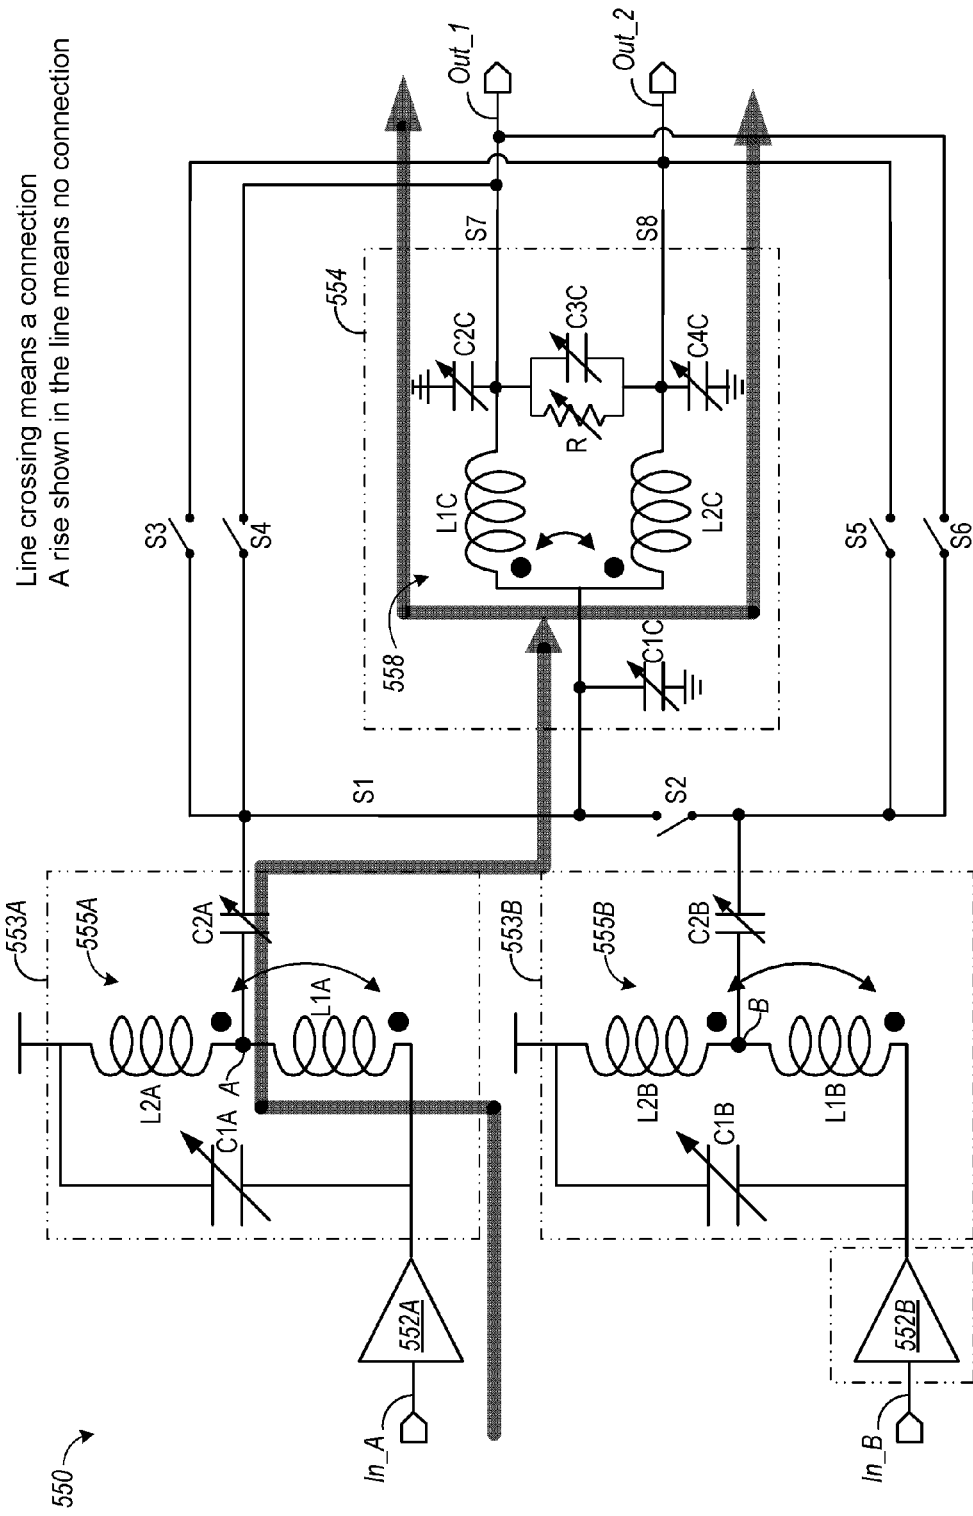 Line crossing means a connection
A rise shown in the line means no connection
550
In_A
552A
553A
555A
L2A
C1A
A
L1A
C2A
In_B
552B
553B
555B
L2B
C1B
B
L1B
C2B
S1
S2
S3
S4
S5
S6
S7
S8
554
558
C1C
L1C
L2C
C2C
R
C3C
C4C
Out_1
Out_2